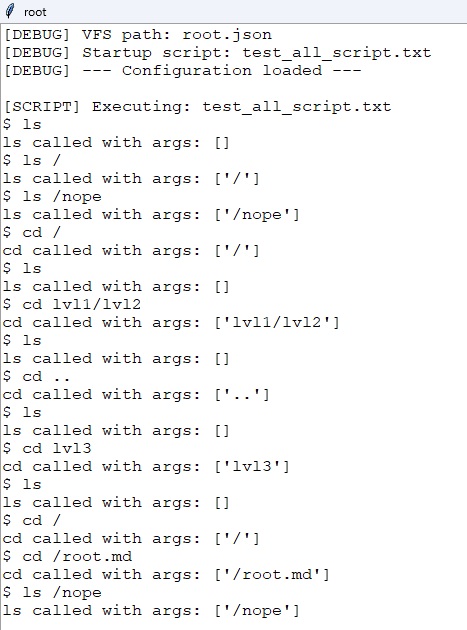 root
[DEBUG] VFS path: root.json
[DEBUG] Startup script: test_all_script.txt
[DEBUG] --- Configuration loaded ---
[SCRIPT] Executing: test_all_script.txt
$ ls
ls called with args: []
$ ls /
ls called with args: ['/']
$ ls /nope
ls called with args: ['/nope']
$ cd /
cd called with args: ['/']
$ ls
ls called with args: []
$ cd lvl1/lvl2
cd called with args: ['lvl1/lvl2']
$ ls
ls called with args: []
$ cd ..
cd called with args: ['..']
$ ls
ls called with args: []
$ cd lvl3
cd called with args: ['lvl3']
$ ls
ls called with args: []
$ cd /
cd called with args: ['/']
$ cd /root.md
cd called with args: ['/root.md']
$ ls /nope
ls called with args: ['/nope']